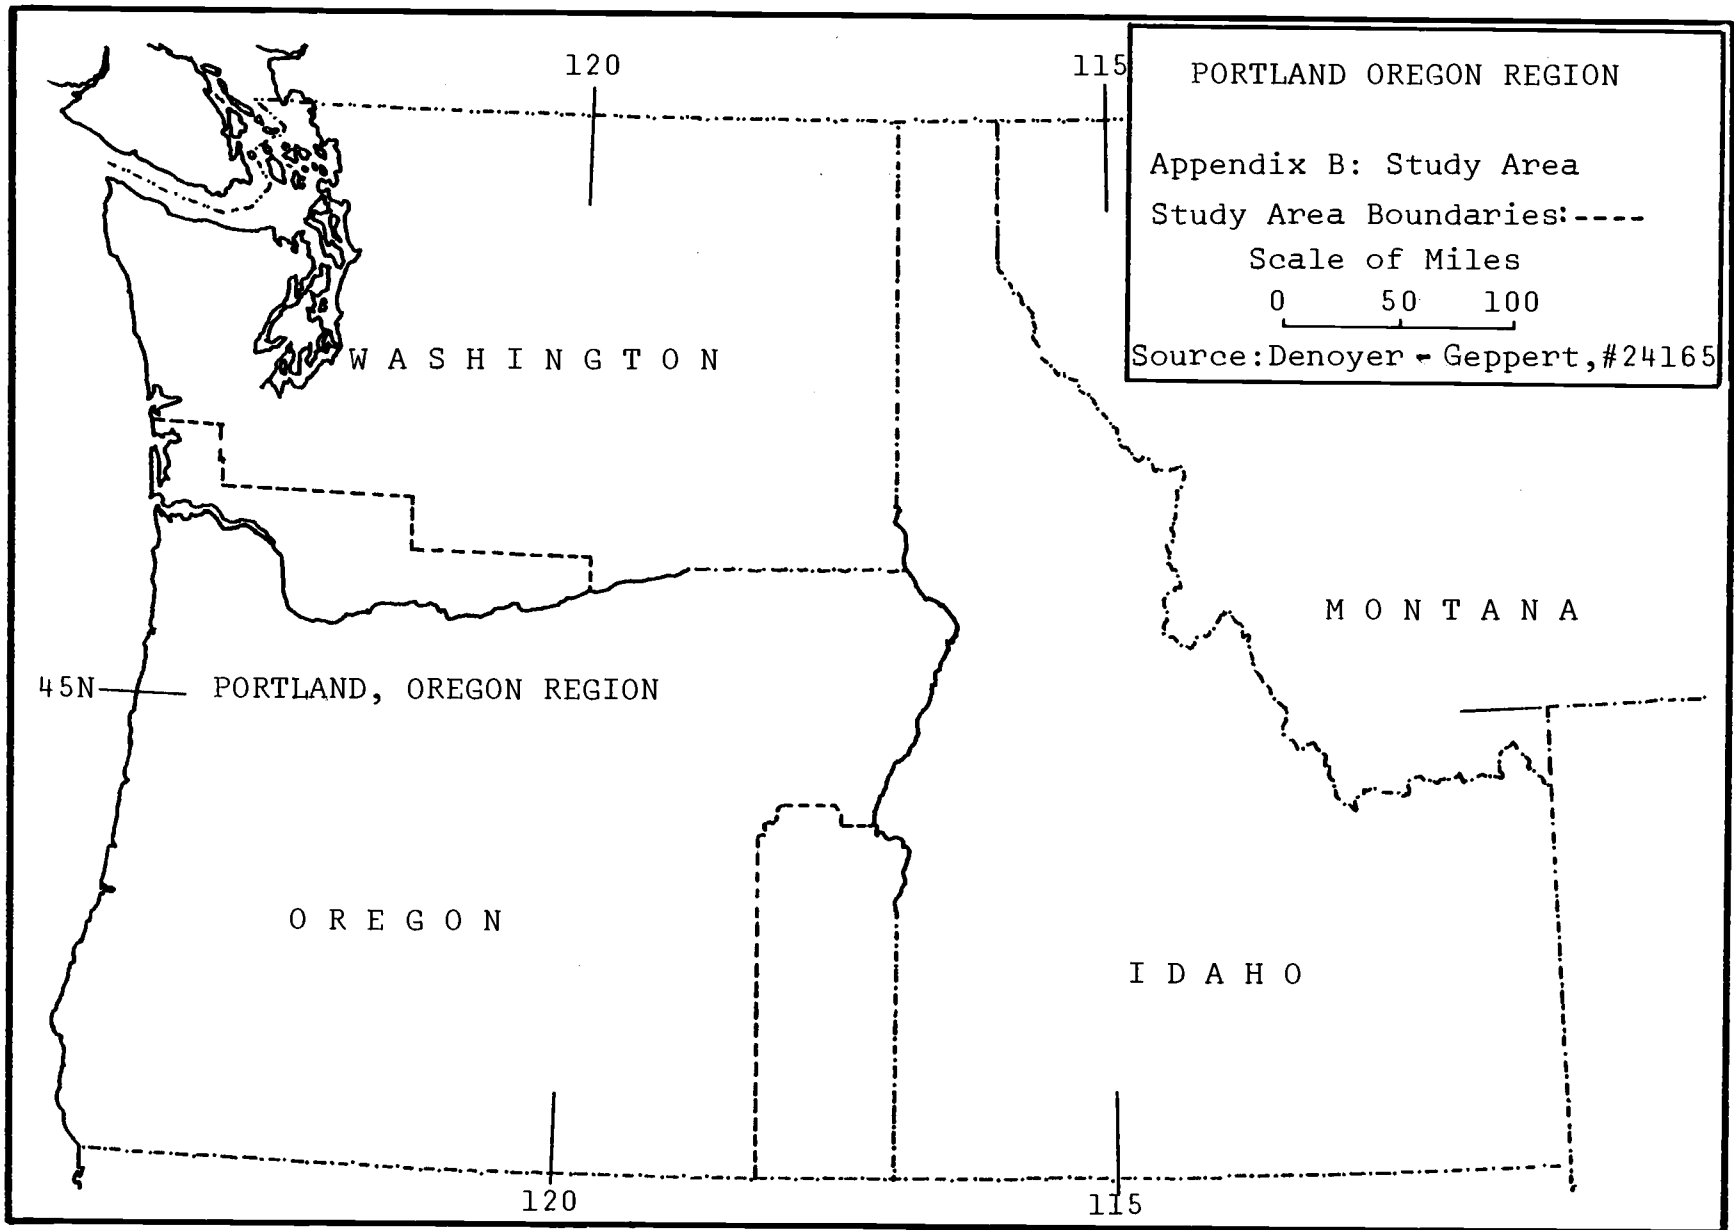 120
115
PORTLAND OREGON REGION
Appendix B: Study Area
Study Area Boundaries:----
Scale of Miles
0 50 100
Source:Denoyer - Geppert,#24165
WASHINGTON
MONTANA
45N
PORTLAND, OREGON REGION
OREGON
IDAHO
120
115